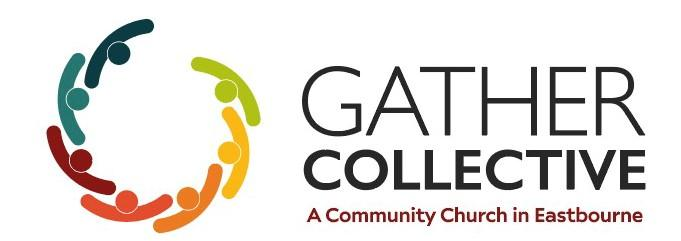 GATHER
COLLECTIVE
A Community Church in Eastbourne